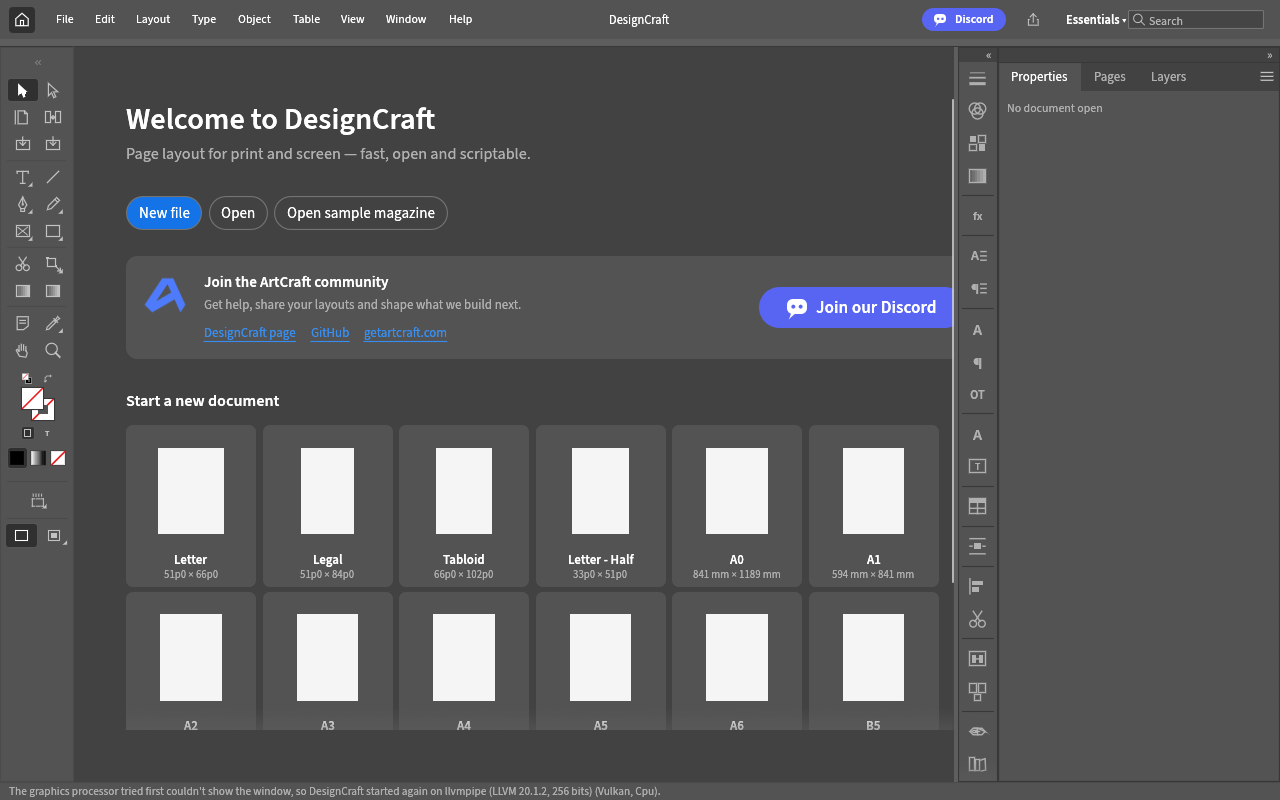 File Edit Layout Type Object Table View Window Help DesignCraft Discord Essentials Search
Properties Pages Layers
No document open
Welcome to DesignCraft
Page layout for print and screen — fast, open and scriptable.
New file Open Open sample magazine
Join the ArtCraft community
Get help, share your layouts and shape what we build next.
DesignCraft page GitHub getartcraft.com
Join our Discord
Start a new document
Letter Legal Tabloid Letter - Half A0 A1
51p0 × 66p0 51p0 × 84p0 66p0 × 102p0 33p0 × 51p0 841 mm × 1189 mm 594 mm × 841 mm
A2 A3 A4 A5 A6 B5
The graphics processor tried first couldn't show the window, so DesignCraft started again on llvmpipe (LLVM 20.1.2, 256 bits) (Vulkan, Cpu).